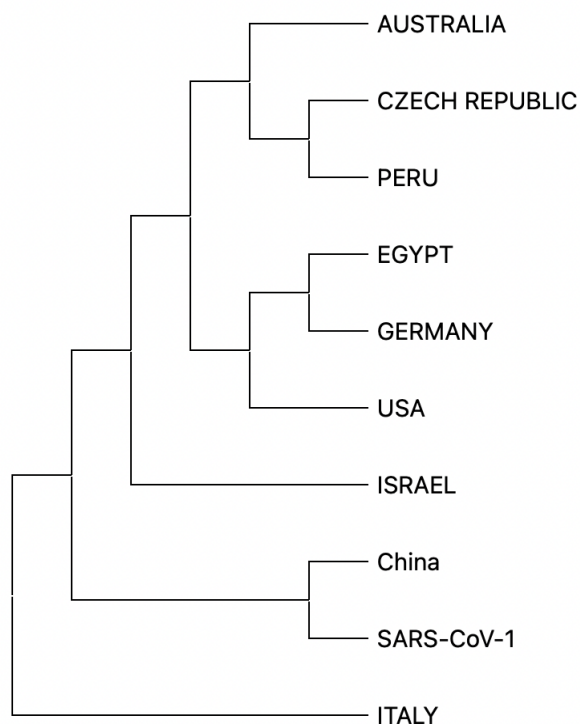 AUSTRALIA
CZECH REPUBLIC
PERU
EGYPT
GERMANY
USA
ISRAEL
China
SARS-CoV-1
ITALY